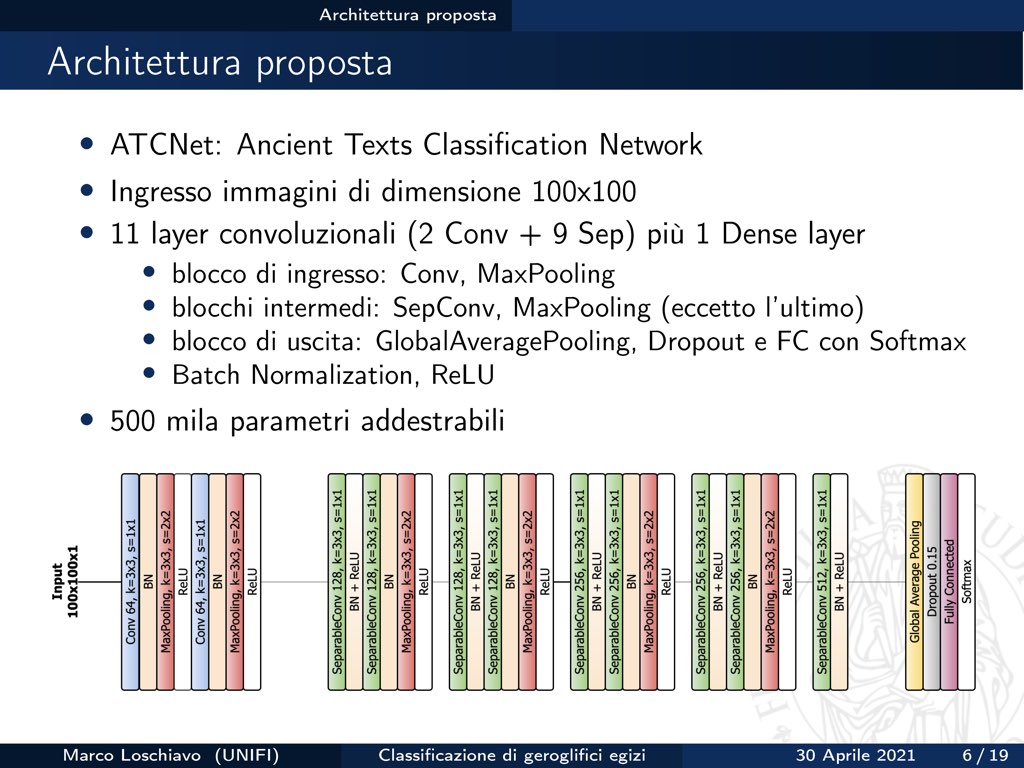 Architettura proposta
Architettura proposta
• ATCNet: Ancient Texts Classification Network
• Ingresso immagini di dimensione 100x100
• 11 layer convoluzionali (2 Conv + 9 Sep) più 1 Dense layer
• blocco di ingresso: Conv, MaxPooling
• blocchi intermedi: SepConv, MaxPooling (eccetto l'ultimo)
• blocco di uscita: GlobalAveragePooling, Dropout e FC con Softmax
• Batch Normalization, ReLU
• 500 mila parametri addestrabili
Input
100x100x1
Conv 64, k=3x3, s=1x1
BN
MaxPooling, k=3x3, s=2x2
ReLU
Conv 64, k=3x3, s=1x1
BN
MaxPooling, k=3x3, s=2x2
ReLU
SeparableConv 128, k=3x3, s=1x1
BN + ReLU
SeparableConv 128, k=3x3, s=1x1
BN
MaxPooling, k=3x3, s=2x2
ReLU
SeparableConv 128, k=3x3, s=1x1
BN + ReLU
SeparableConv 128, k=3x3, s=1x1
BN
MaxPooling, k=3x3, s=2x2
ReLU
SeparableConv 256, k=3x3, s=1x1
BN + ReLU
SeparableConv 256, k=3x3, s=1x1
BN
MaxPooling, k=3x3, s=2x2
ReLU
SeparableConv 256, k=3x3, s=1x1
BN + ReLU
SeparableConv 256, k=3x3, s=1x1
BN
MaxPooling, k=3x3, s=2x2
ReLU
SeparableConv 512, k=3x3, s=1x1
BN + ReLU
Global Average Pooling
Dropout 0.15
Fully Connected
Softmax
Marco Loschiavo (UNIFI)
Classificazione di geroglifici egizi
30 Aprile 2021
6 / 19